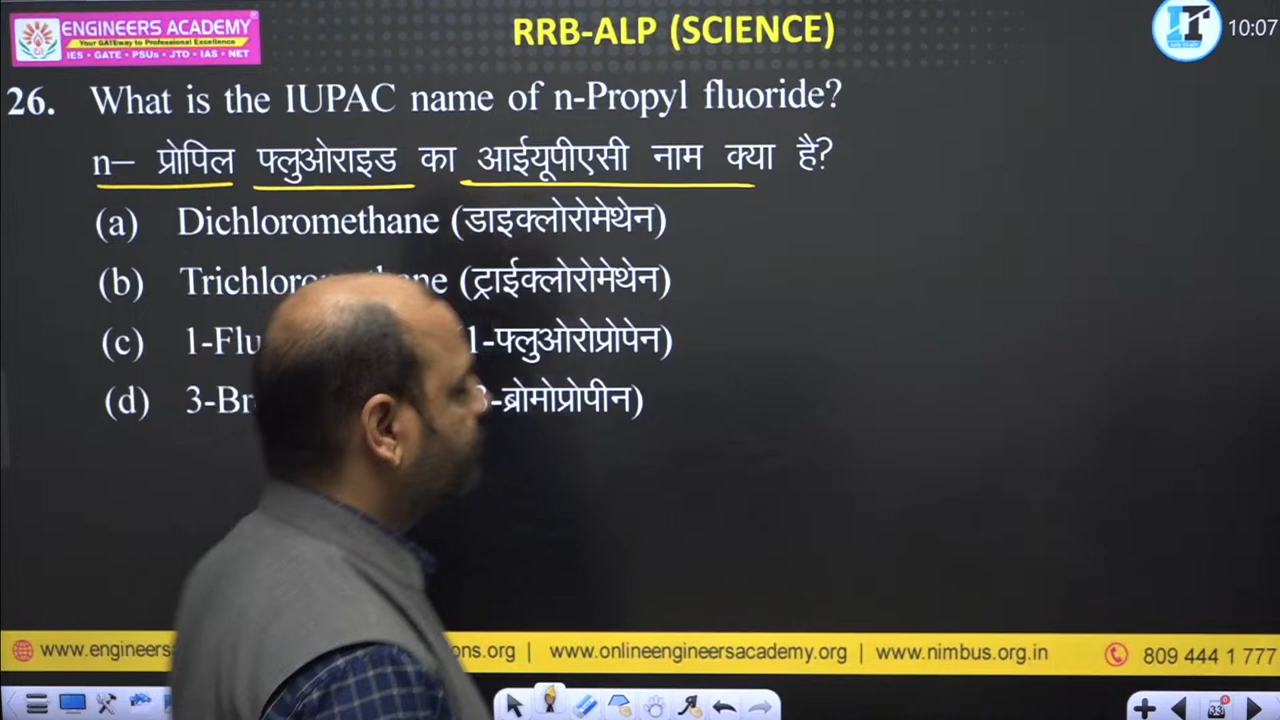 ENGINEERS ACADEMY
Your GATEway to Professional Excellence
IES • GATE • PSUs • JTO • IAS • NET
RRB-ALP (SCIENCE)
10:07
26. What is the IUPAC name of n-Propyl fluoride?
n– प्रोपिल फ्लुओराइड का आईयूपीएसी नाम क्या है?
(a) Dichloromethane (डाइक्लोरोमेथेन)
(b) (ट्राईक्लोरोमेथेन)
(c) 1-Flu 1-फ्लुओरोप्रोपेन)
(d) 3-Br -ब्रोमोप्रोपीन)
www.engineers ons.org | www.onlineengineersacademy.org | www.nimbus.org.in 809 444 1 777
33